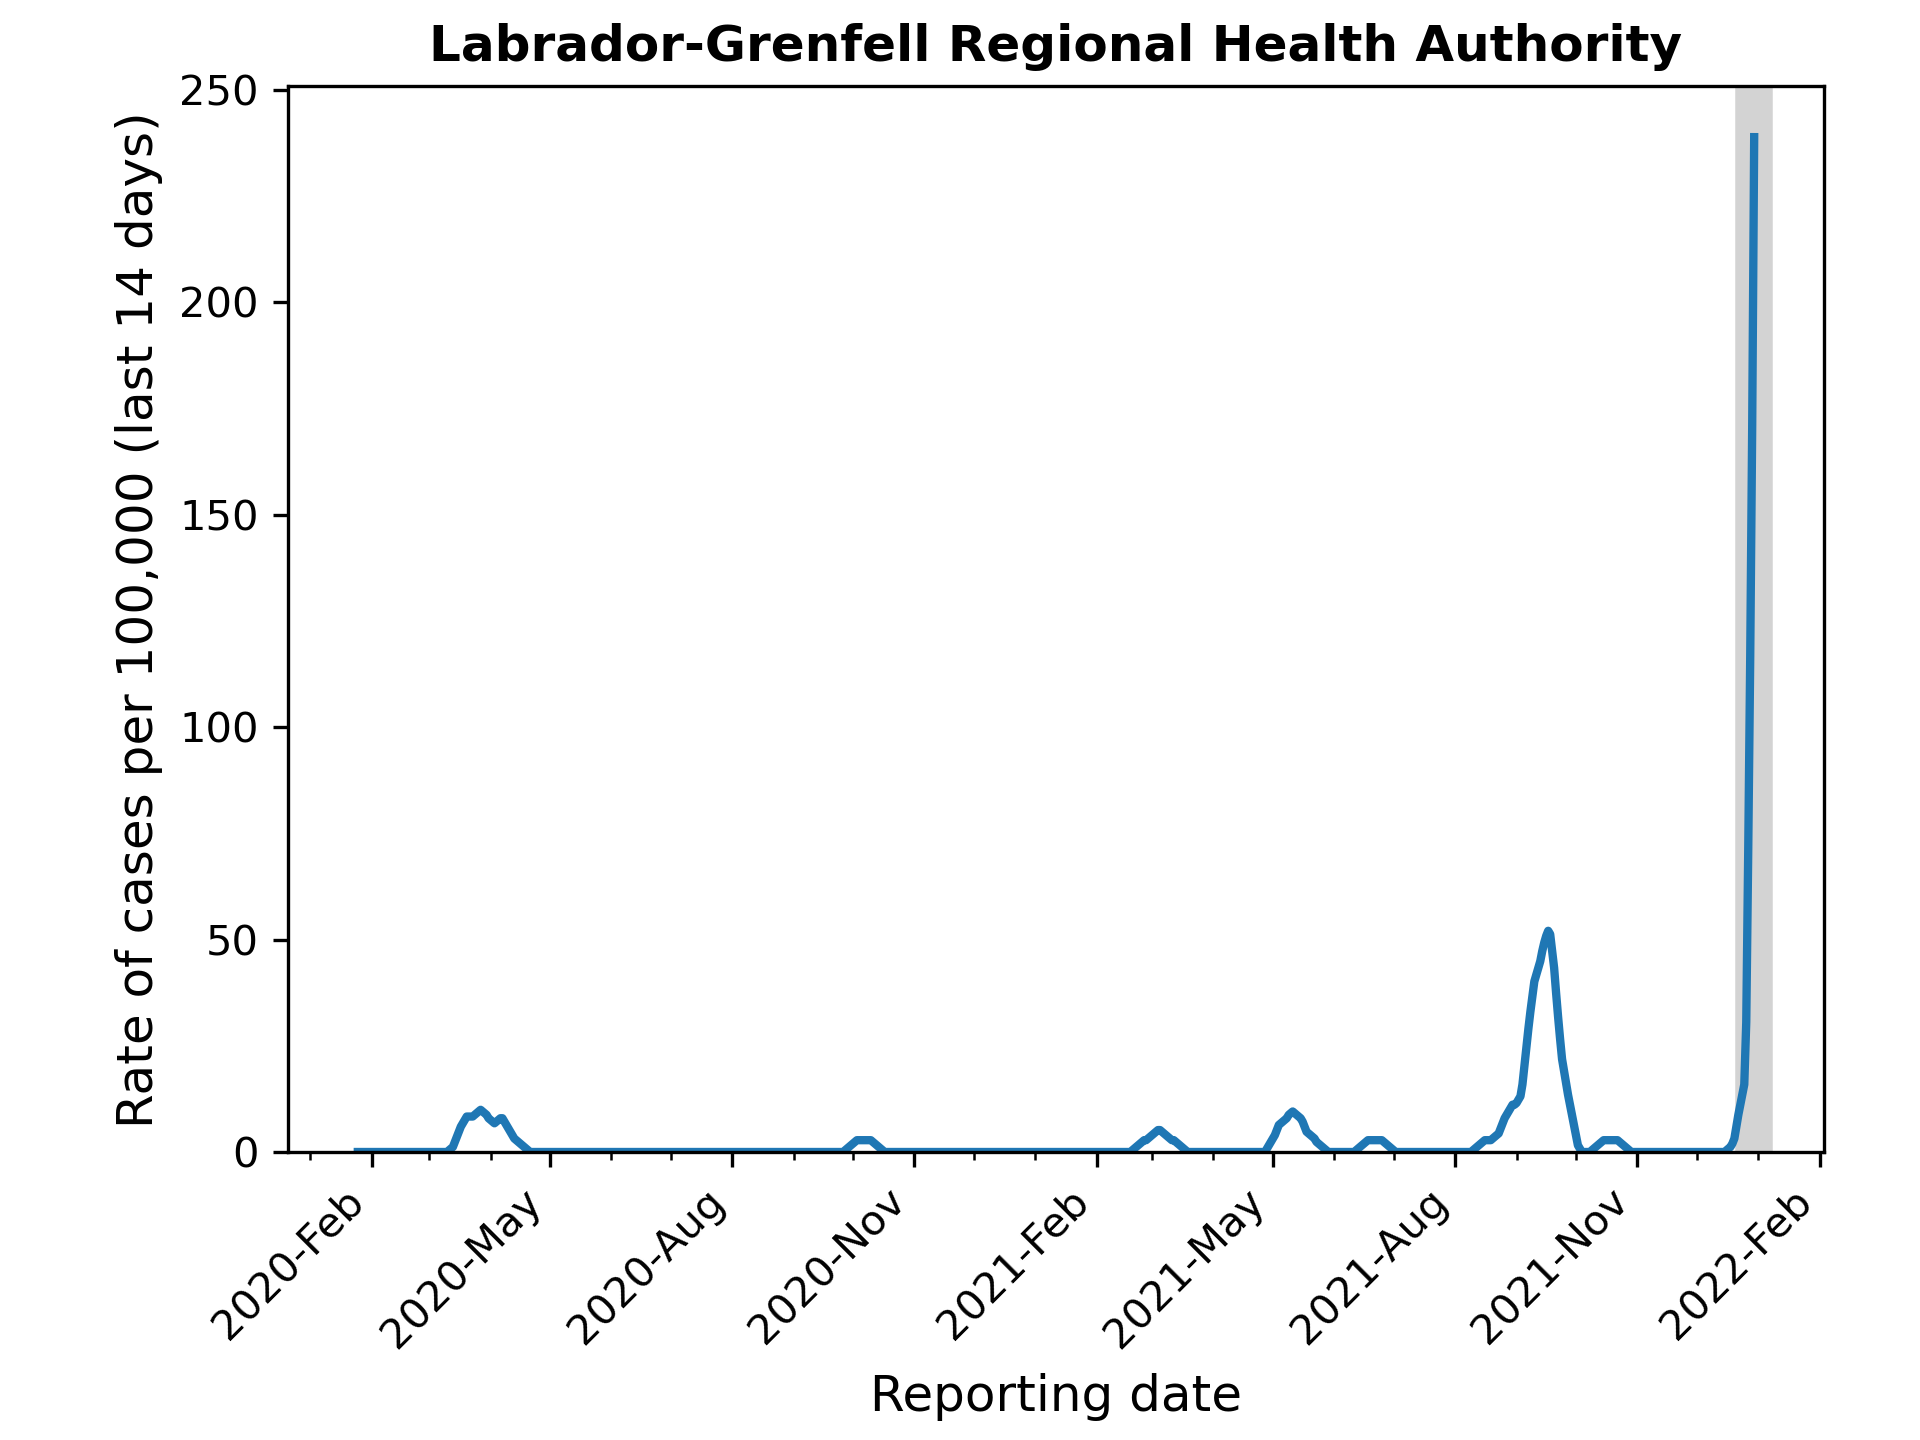 Labrador-Grenfell Regional Health Authority
Rate of cases per 100,000 (last 14 days)
250
200
150
100
50
0
2020-Feb
2020-May
2020-Aug
2020-Nov
2021-Feb
2021-May
2021-Aug
2021-Nov
2022-Feb
Reporting date